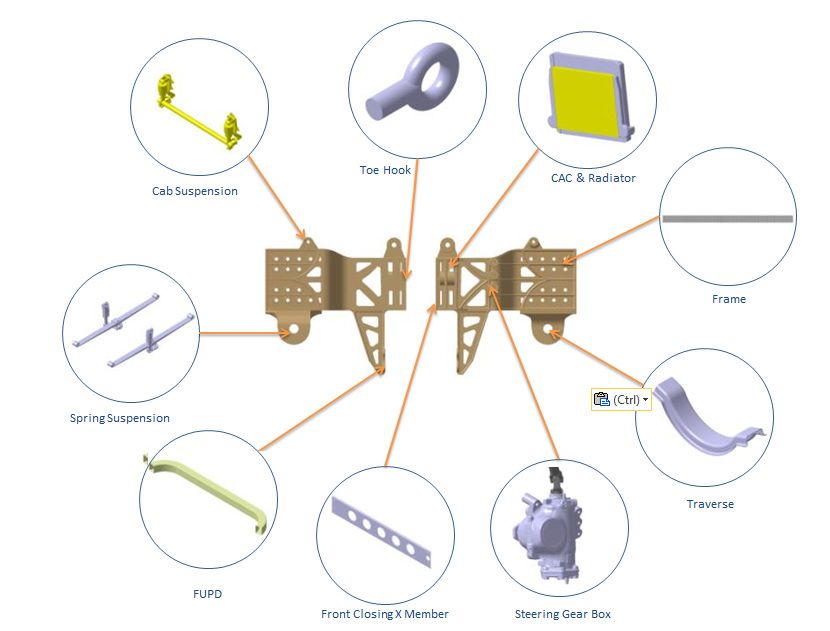 Cab Suspension
Toe Hook
CAC & Radiator
Frame
Spring Suspension
(Ctrl)
Traverse
FUPD
Front Closing X Member
Steering Gear Box